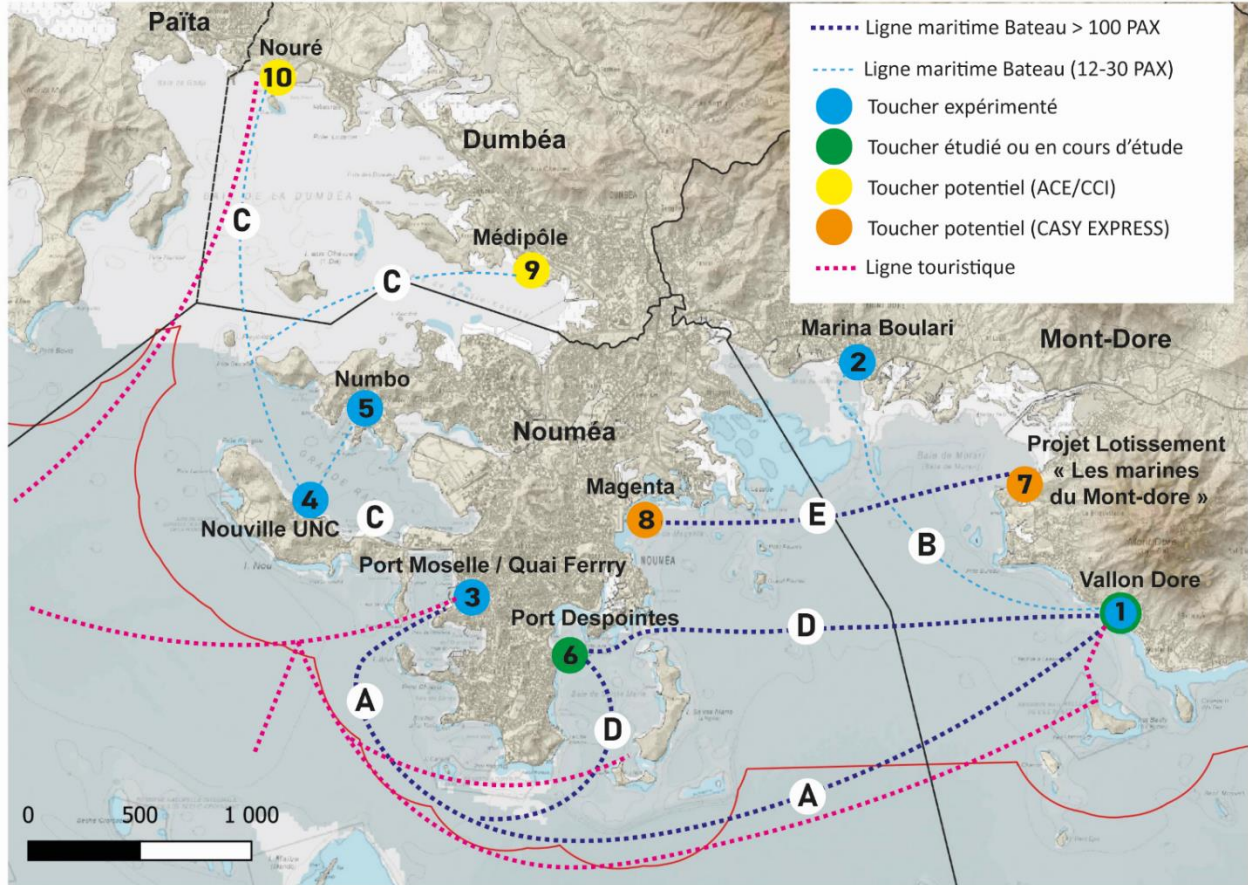 Païta
Nouré
10
Dumbéa
C
Médipôle
9
C
Marina Boulari
2
Mont-Dore
Numbo
5
Nouméa
Projet Lotissement
« Les marines
du Mont-dore »
7
Magenta
8
E
4
Nouville UNC
C
B
NOUMÉA
Port Moselle / Quai Ferrry
3
Port Despointes
6
Vallon Dore
1
D
A
D
A
0 500 1 000
Ligne maritime Bateau > 100 PAX
Ligne maritime Bateau (12-30 PAX)
Toucher expérimenté
Toucher étudié ou en cours d'étude
Toucher potentiel (ACE/CCI)
Toucher potentiel (CASY EXPRESS)
Ligne touristique